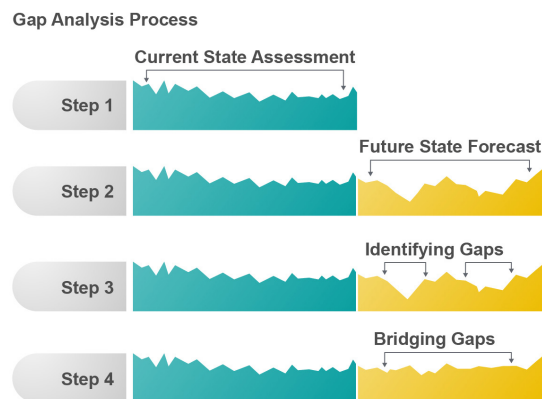 Gap Analysis Process
Current State Assessment
Step 1
Future State Forecast
Step 2
Identifying Gaps
Step 3
Bridging Gaps
Step 4